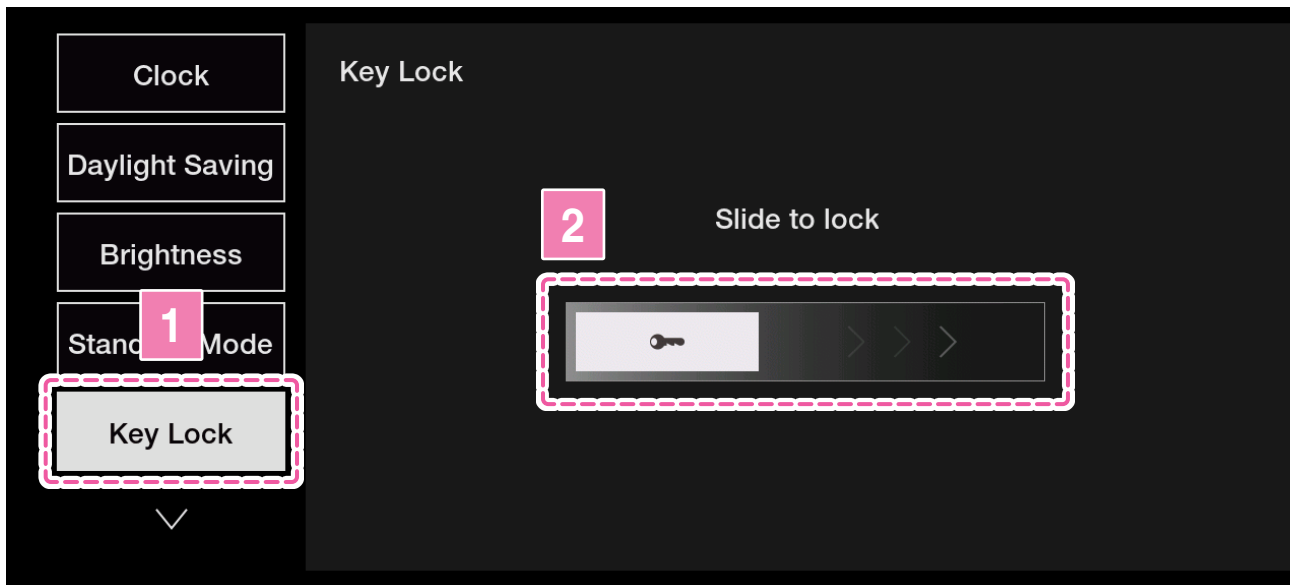 Clock
Daylight Saving
Brightness
1
Stand Mode
Key Lock
Key Lock
2
Slide to lock